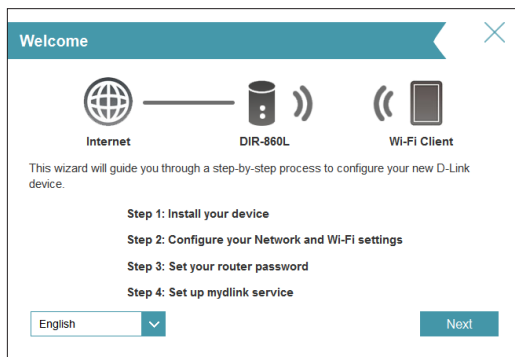 Welcome
Internet
DIR-860L
Wi-Fi Client
This wizard will guide you through a step-by-step process to configure your new D-Link
device.
Step 1: Install your device
Step 2: Configure your Network and Wi-Fi settings
Step 3: Set your router password
Step 4: Set up mydlink service
English
Next